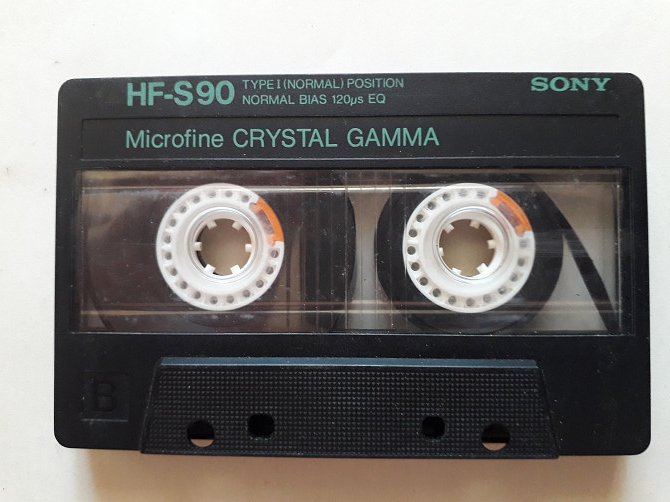 HF-S90
TYPE I (NORMAL) POSITION
NORMAL BIAS 120µs EQ
SONY
Microfine CRYSTAL GAMMA
B